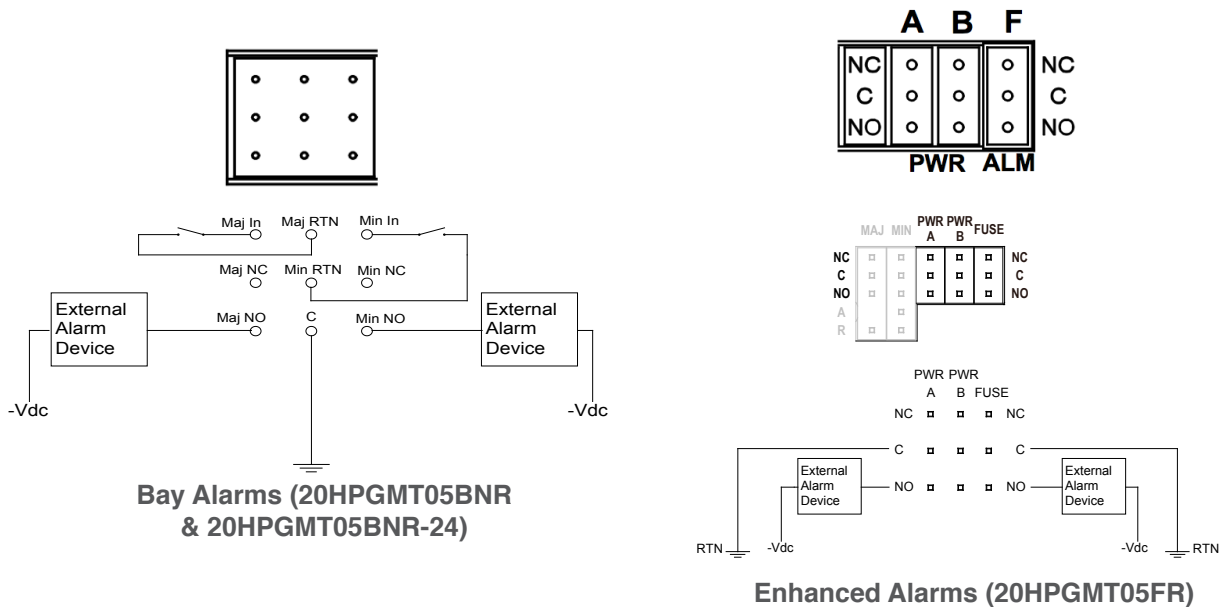 Maj In Maj RTN Min In
Maj NC Min RTN Min NC
Maj NO C Min NO
External
Alarm
Device
External
Alarm
Device
-Vdc
-Vdc
Bay Alarms (20HPGMT05BNR
& 20HPGMT05BNR-24)
A B F
NC NC
C C
NO NO
PWR ALM
MAJ MIN PWR A PWR B FUSE
NC NC
C C
NO NO
A
R
PWR PWR
A B FUSE
NC NC
C C
NO NO
External
Alarm
Device
External
Alarm
Device
RTN -Vdc -Vdc RTN
Enhanced Alarms (20HPGMT05FR)